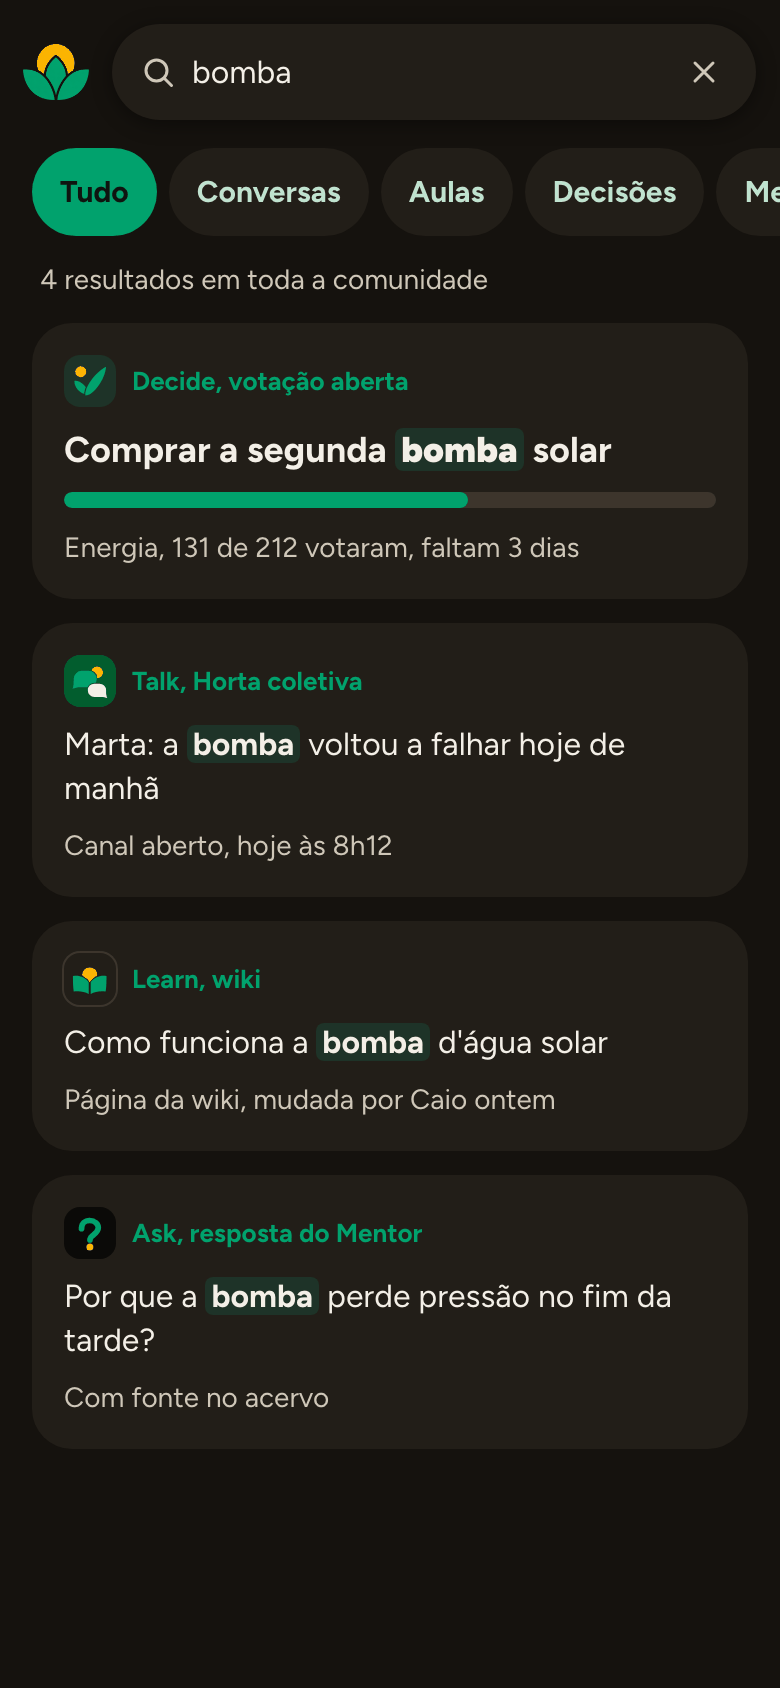 bomba
Tudo
Conversas
Aulas
Decisões
Me
4 resultados em toda a comunidade
Decide, votação aberta
Comprar a segunda bomba solar
Energia, 131 de 212 votaram, faltam 3 dias
Talk, Horta coletiva
Marta: a bomba voltou a falhar hoje de
manhã
Canal aberto, hoje às 8h12
Learn, wiki
Como funciona a bomba d'água solar
Página da wiki, mudada por Caio ontem
Ask, resposta do Mentor
Por que a bomba perde pressão no fim da
tarde?
Com fonte no acervo